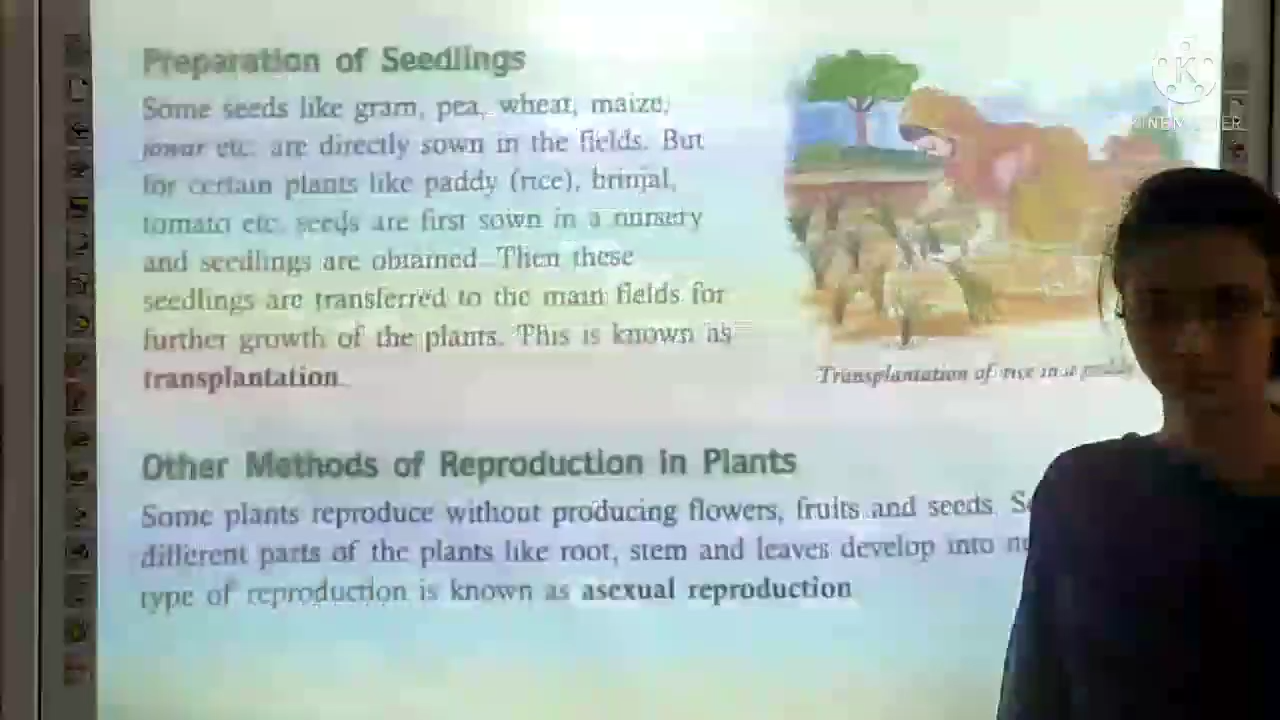 Preparation of Seedlings
Some seeds like gram, pea, wheat, maize,
jowar etc. are directly sown in the fields. But
for certain plants like paddy (rice), brinjal,
tomato etc. seeds are first sown in a nursery
and seedlings are obtained. Then these
seedlings are transferred to the main fields for
further growth of the plants. This is known as
transplantation.
KINEMASTER
Transplantation of rice in a
Other Methods of Reproduction in Plants
Some plants reproduce without producing flowers, fruits and seeds.
different parts of the plants like root, stem and leaves develop into
type of reproduction is known as asexual reproduction